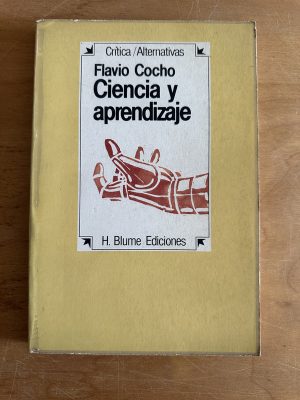 Crítica/Alternativas
Flavio Cocho
Ciencia y
aprendizaje
H. Blume Ediciones